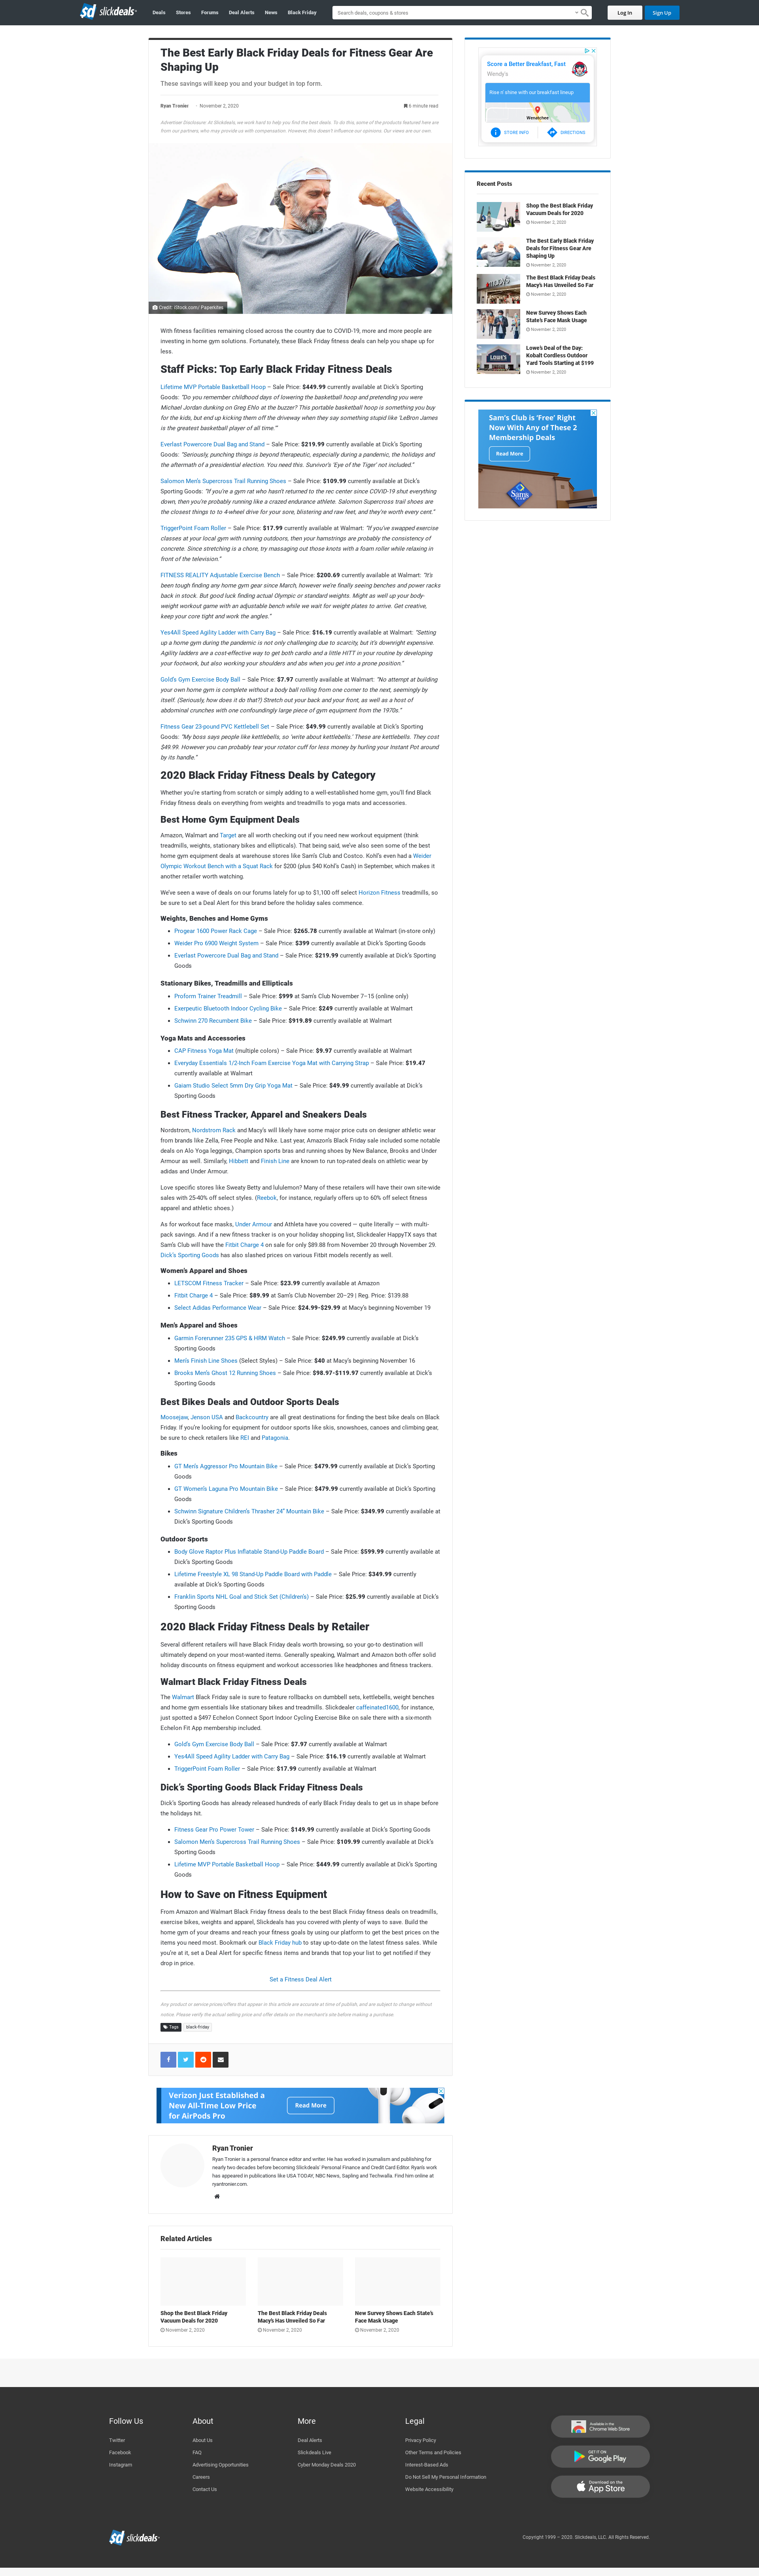 slickdeals
Deals
Stores
Forums
Deal Alerts
News
Black Friday
Search deals, coupons & stores
Log In
Sign Up
The Best Early Black Friday Deals for Fitness Gear Are
Shaping Up
These savings will keep you and your budget in top form.
Ryan Tronier
November 2, 2020
6 minute read
Advertiser Disclosure: At Slickdeals, we work hard to help you find the best deals. To do this, some of the products featured here are
from our partners, who may provide us with compensation. However, this doesn't influence our opinions. Our views are our own.
Credit: iStock.com/ Paperkites
With fitness facilities remaining closed across the country due to COVID-19, more and more people are
investing in home gym solutions. Fortunately, these Black Friday fitness deals can help you shape up for
less.
Staff Picks: Top Early Black Friday Fitness Deals
Lifetime MVP Portable Basketball Hoop – Sale Price: $449.99 currently available at Dick's Sporting
Goods: "Do you remember childhood days of lowering the basketball hoop and pretending you were
Michael Jordan dunking on Greg Ehlo at the buzzer? This portable basketball hoop is something you buy
for the kids, but end up kicking them off the driveway when they say something stupid like 'LeBron James
is the greatest basketball player of all time.'"
Everlast Powercore Dual Bag and Stand – Sale Price: $219.99 currently available at Dick's Sporting
Goods: "Seriously, punching things is beyond therapeutic, especially during a pandemic, the holidays and
the aftermath of a presidential election. You need this. Survivor's 'Eye of the Tiger' not included."
Salomon Men's Supercross Trail Running Shoes – Sale Price: $109.99 currently available at Dick's
Sporting Goods: "If you're a gym rat who hasn't returned to the rec center since COVID-19 shut everything
down, then you're probably running like a crazed endurance athlete. Salomon Supercross trail shoes are
the closest things to 4-wheel drive for your sore, blistering and raw feet, and they're worth every cent."
TriggerPoint Foam Roller – Sale Price: $17.99 currently available at Walmart: "If you've swapped exercise
classes at your local gym with running outdoors, then your hamstrings and calves are probably a mix of
concrete. Since stretching is a chore, try massaging out those knots with a foam roller while relaxing in
front of the television."
FITNESS REALITY Adjustable Exercise Bench – Sale Price: $200.69 currently available at Walmart: "It's
been tough finding any home gym gear since March, however we're finally seeing benches and power racks
back in stock. But good luck finding actual Olympic or standard weights. Might as well up your body-
weight workout game with an adjustable bench while we wait for weight plates to arrive. Get creative,
keep your core tight and work the angles."
Yes4All Speed Agility Ladder with Carry Bag – Sale Price: $16.19 currently available at Walmart: "Setting
up a home gym during the pandemic is not only challenging due to scarcity, but it's downright expensive.
Agility ladders are a cost-effective way to get both cardio and a little HIIT in your routine by developing
your footwork, but also working your shoulders and abs when you put it into a pose position."
Gold's Gym Exercise Body Ball – Sale Price: $7.97 currently available at Walmart: "No attempt at building
your own home gym is complete without a body ball rolling from one corner to the next, seemingly by
itself. (Seriously, how does it do that?) Stretch out your back and your front, as well as a host of
abdominal crunches with one confoundingly large piece of gym equipment from the 1970s."
Fitness Gear 23-pound PVC Kettlebell Set – Sale Price: $49.99 currently available at Dick's Sporting
Goods: "My boss says people like kettlebells, so 'write about kettlebells.' These are kettlebells. They cost
$49.99. However you can probably tear your rotator cuff for less money by hurling your Instant Pot around
by its handle."
2020 Black Friday Fitness Deals by Category
Whether you're starting from scratch or simply adding to a well-established home gym, you'll find Black
Friday fitness deals on everything from weights and treadmills to yoga mats and accessories.
Best Home Gym Equipment Deals
Amazon, Walmart and Target are all worth checking out if you need new workout equipment (think
treadmills, weights, stationary bikes and ellipticals). That being said, we've also seen some of the best
home gym equipment deals at warehouse stores like Sam's Club and Costco. Kohl's even had a Weider
Olympic Workout Bench with a Squat Rack for $200 (plus $40 Kohl's Cash) in September, which makes it
another retailer worth watching.
We've seen a wave of deals on our forums lately for up to $1,100 off select Horizon Fitness treadmills, so
be sure to set a Deal Alert for this brand before the holiday sales commence.
Weights, Benches and Home Gyms
Progear 1600 Power Rack Cage – Sale Price: $265.78 currently available at Walmart (in-store only)
Weider Pro 6900 Weight System – Sale Price: $399 currently available at Dick's Sporting Goods
Everlast Powercore Dual Bag and Stand – Sale Price: $219.99 currently available at Dick's Sporting
Goods
Stationary Bikes, Treadmills and Ellipticals
Proform Trainer Treadmill – Sale Price: $999 at Sam's Club November 7–15 (online only)
Exerpeutic Bluetooth Indoor Cycling Bike – Sale Price: $249 currently available at Walmart
Schwinn 270 Recumbent Bike – Sale Price: $919.89 currently available at Walmart
Yoga Mats and Accessories
CAP Fitness Yoga Mat (multiple colors) – Sale Price: $9.97 currently available at Walmart
Everyday Essentials 1/2-Inch Foam Exercise Yoga Mat with Carrying Strap – Sale Price: $19.47
currently available at Walmart
Gaiam Studio Select 5mm Dry Grip Yoga Mat – Sale Price: $49.99 currently available at Dick's
Sporting Goods
Best Fitness Tracker, Apparel and Sneakers Deals
Nordstrom, Nordstrom Rack and Macy's will likely have some major price cuts on designer athletic wear
from brands like Zella, Free People and Nike. Last year, Amazon's Black Friday sale included some notable
deals on Alo Yoga leggings, Champion sports bras and running shoes by New Balance, Brooks and Under
Armour as well. Similarly, Hibbett and Finish Line are known to run top-rated deals on athletic wear by
adidas and Under Armour.
Love specific stores like Sweaty Betty and lululemon? Many of these retailers will have their own site-wide
sales with 25-40% off select styles. (Reebok, for instance, regularly offers up to 60% off select fitness
apparel and athletic shoes.)
As for workout face masks, Under Armour and Athleta have you covered — quite literally — with multi-
pack savings. And if a new fitness tracker is on your holiday shopping list, Slickdealer HappyTX says that
Sam's Club will have the Fitbit Charge 4 on sale for only $89.88 from November 20 through November 29.
Dick's Sporting Goods has also slashed prices on various Fitbit models recently as well.
Women's Apparel and Shoes
LETSCOM Fitness Tracker – Sale Price: $23.99 currently available at Amazon
Fitbit Charge 4 – Sale Price: $89.99 at Sam's Club November 20–29 | Reg. Price: $139.88
Select Adidas Performance Wear – Sale Price: $24.99-$29.99 at Macy's beginning November 19
Men's Apparel and Shoes
Garmin Forerunner 235 GPS & HRM Watch – Sale Price: $249.99 currently available at Dick's
Sporting Goods
Men's Finish Line Shoes (Select Styles) – Sale Price: $40 at Macy's beginning November 16
Brooks Men's Ghost 12 Running Shoes – Sale Price: $98.97-$119.97 currently available at Dick's
Sporting Goods
Best Bikes Deals and Outdoor Sports Deals
Moosejaw, Jenson USA and Backcountry are all great destinations for finding the best bike deals on Black
Friday. If you're looking for equipment for outdoor sports like skis, snowshoes, canoes and climbing gear,
be sure to check retailers like REI and Patagonia.
Bikes
GT Men's Aggressor Pro Mountain Bike – Sale Price: $479.99 currently available at Dick's Sporting
Goods
GT Women's Laguna Pro Mountain Bike – Sale Price: $479.99 currently available at Dick's Sporting
Goods
Schwinn Signature Children's Thrasher 24" Mountain Bike – Sale Price: $349.99 currently available at
Dick's Sporting Goods
Outdoor Sports
Body Glove Raptor Plus Inflatable Stand-Up Paddle Board – Sale Price: $599.99 currently available at
Dick's Sporting Goods
Lifetime Freestyle XL 98 Stand-Up Paddle Board with Paddle – Sale Price: $349.99 currently
available at Dick's Sporting Goods
Franklin Sports NHL Goal and Stick Set (Children's) – Sale Price: $25.99 currently available at Dick's
Sporting Goods
2020 Black Friday Fitness Deals by Retailer
Several different retailers will have Black Friday deals worth browsing, so your go-to destination will
ultimately depend on your most-wanted items. Generally speaking, Walmart and Amazon both offer solid
holiday discounts on fitness equipment and workout accessories like headphones and fitness trackers.
Walmart Black Friday Fitness Deals
The Walmart Black Friday sale is sure to feature rollbacks on dumbbell sets, kettlebells, weight benches
and home gym essentials like stationary bikes and treadmills. Slickdealer caffeinated1600, for instance,
just spotted a $497 Echelon Connect Sport Indoor Cycling Exercise Bike on sale there with a six-month
Echelon Fit App membership included.
Gold's Gym Exercise Body Ball – Sale Price: $7.97 currently available at Walmart
Yes4All Speed Agility Ladder with Carry Bag – Sale Price: $16.19 currently available at Walmart
TriggerPoint Foam Roller – Sale Price: $17.99 currently available at Walmart
Dick's Sporting Goods Black Friday Fitness Deals
Dick's Sporting Goods has already released hundreds of early Black Friday deals to get us in shape before
the holidays hit.
Fitness Gear Pro Power Tower – Sale Price: $149.99 currently available at Dick's Sporting Goods
Salomon Men's Supercross Trail Running Shoes – Sale Price: $109.99 currently available at Dick's
Sporting Goods
Lifetime MVP Portable Basketball Hoop – Sale Price: $449.99 currently available at Dick's Sporting
Goods
How to Save on Fitness Equipment
From Amazon and Walmart Black Friday fitness deals to the best Black Friday fitness deals on treadmills,
exercise bikes, weights and apparel, Slickdeals has you covered with plenty of ways to save. Build the
home gym of your dreams and reach your fitness goals by using our platform to get the best prices on the
items you need most. Bookmark our Black Friday hub to stay up-to-date on the latest fitness sales. While
you're at it, set a Deal Alert for specific fitness items and brands that top your list to get notified if they
drop in price.
Set a Fitness Deal Alert
Any product or service prices/offers that appear in this article are accurate at time of publish, and are subject to change without
notice. Please verify the actual selling price and offer details on the merchant's site before making a purchase.
Tags
black-friday
Verizon Just Established a
New All-Time Low Price
for AirPods Pro
Read More
Ryan Tronier
Ryan Tronier is a personal finance editor and writer. He has worked in journalism and publishing for
nearly two decades before becoming Slickdeals' Personal Finance and Credit Card Editor. Ryan's work
has appeared in publications like USA TODAY, NBC News, Sapling and Techwalla. Find him online at
ryantronier.com.
Related Articles
Shop the Best Black Friday
Vacuum Deals for 2020
November 2, 2020
The Best Black Friday Deals
Macy's Has Unveiled So Far
November 2, 2020
New Survey Shows Each State's
Face Mask Usage
November 2, 2020
Score a Better Breakfast, Fast
Wendy's
Rise n' shine with our breakfast lineup
Wenatchee
STORE INFO
DIRECTIONS
Recent Posts
Shop the Best Black Friday
Vacuum Deals for 2020
November 2, 2020
The Best Early Black Friday
Deals for Fitness Gear Are
Shaping Up
November 2, 2020
The Best Black Friday Deals
Macy's Has Unveiled So Far
November 2, 2020
New Survey Shows Each
State's Face Mask Usage
November 2, 2020
LOWE'S
Lowe's Deal of the Day:
Kobalt Cordless Outdoor
Yard Tools Starting at $199
November 2, 2020
Sam's Club is 'Free' Right
Now With Any of These 2
Membership Deals
Read More
Sam's
Follow Us
Twitter
Facebook
Instagram
About
About Us
FAQ
Advertising Opportunities
Careers
Contact Us
More
Deal Alerts
Slickdeals Live
Cyber Monday Deals 2020
Legal
Privacy Policy
Other Terms and Policies
Interest-Based Ads
Do Not Sell My Personal Information
Website Accessibility
Available in the
Chrome Web Store
GET IT ON
Google Play
Download on the
App Store
slickdeals
Copyright 1999 – 2020. Slickdeals, LLC. All Rights Reserved.